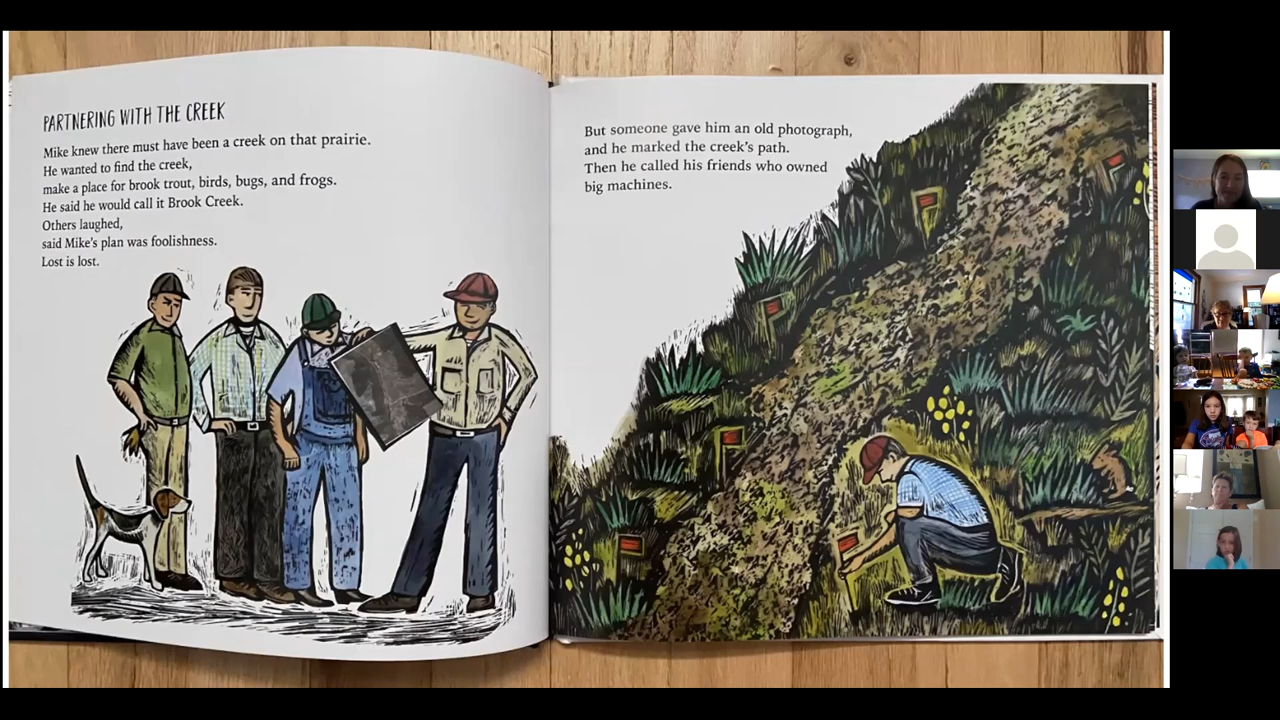 PARTNERING WITH THE CREEK
Mike knew there must have been a creek on that prairie.
He wanted to find the creek,
make a place for brook trout, birds, bugs, and frogs.
He said he would call it Brook Creek.
Others laughed,
said Mike's plan was foolishness.
Lost is lost.
But someone gave him an old photograph,
and he marked the creek's path.
Then he called his friends who owned
big machines.